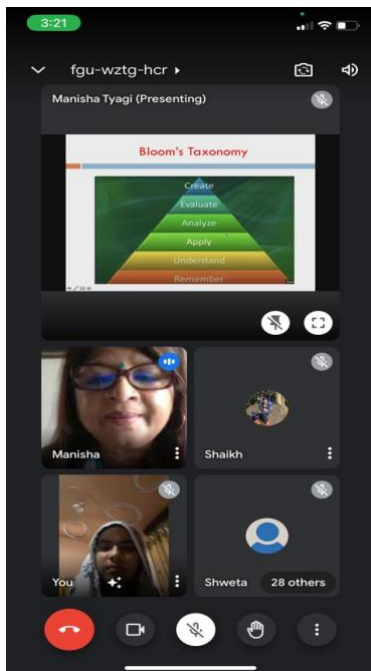 3:21
fgu-wztg-hcr
Manisha Tyagi (Presenting)
Bloom's Taxonomy
Create
Evaluate
Analyze
Apply
Understand
Remember
Manisha
Shaikh
You
Shweta
28 others